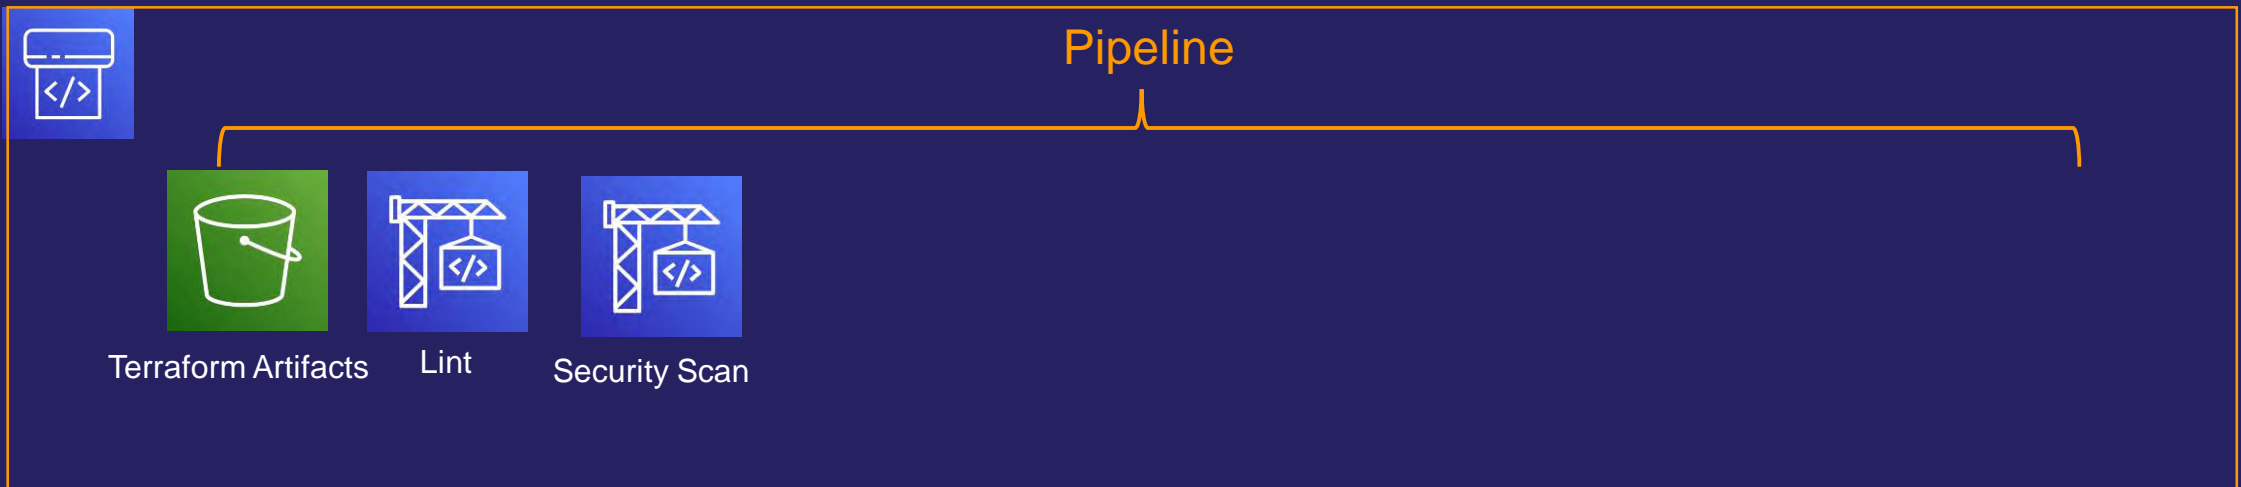 Pipeline
</>
Terraform Artifacts
Lint
</>
Security Scan
</>